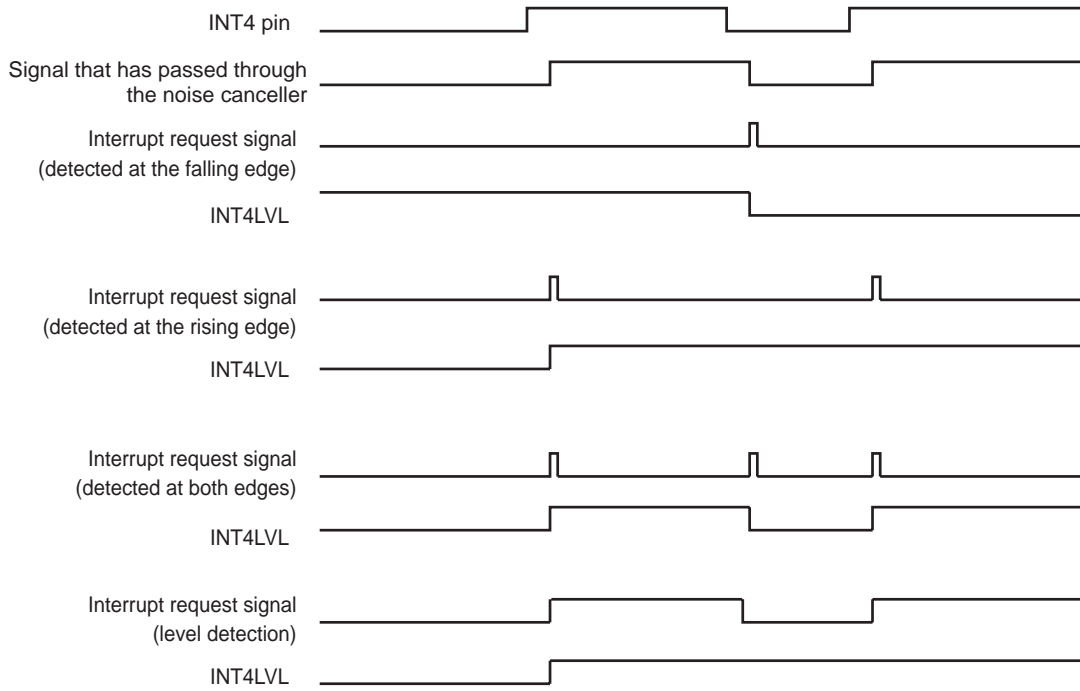 INT4 pin
Signal that has passed through
the noise canceller
Interrupt request signal
(detected at the falling edge)
INT4LVL
Interrupt request signal
(detected at the rising edge)
INT4LVL
Interrupt request signal
(detected at both edges)
INT4LVL
Interrupt request signal
(level detection)
INT4LVL